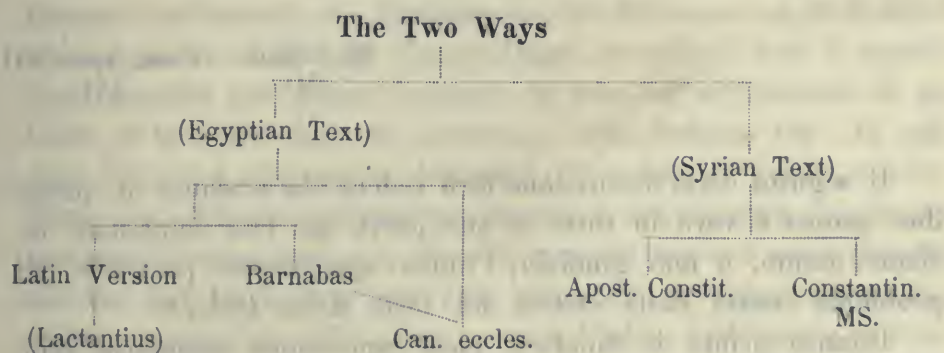 The Two Ways
(Egyptian Text)
(Syrian Text)
Latin Version
Barnabas
Apost. Constit.
Constantin.
MS.
(Lactantius)
Can. eccles.